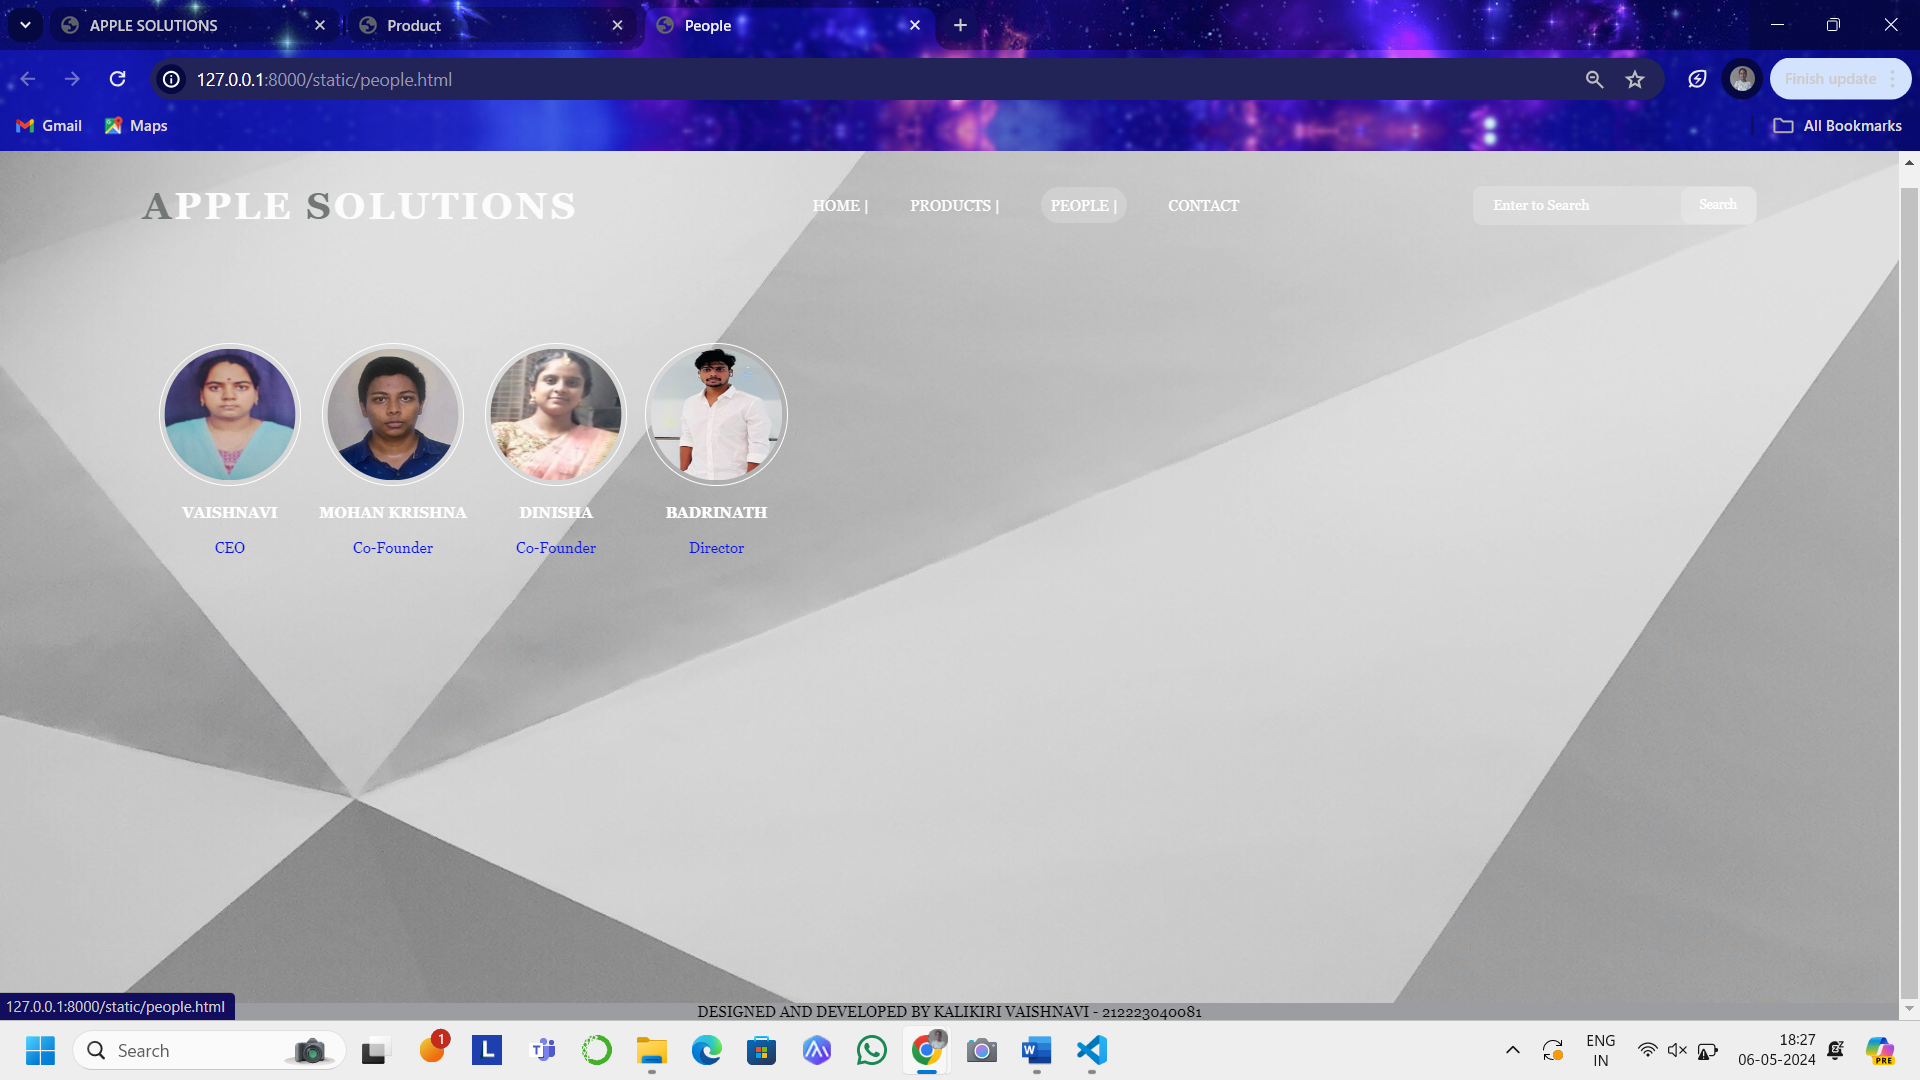 APPLE SOLUTIONS
Product
People
127.0.0.1:8000/static/people.html
Finish update
Gmail
Maps
All Bookmarks
APPLE SOLUTIONS
HOME |
PRODUCTS |
PEOPLE |
CONTACT
Enter to Search
Search
VAISHNAVI
MOHAN KRISHNA
DINISHA
BADRINATH
CEO
Co-Founder
Co-Founder
Director
127.0.0.1:8000/static/people.html
DESIGNED AND DEVELOPED BY KALIKIRI VAISHNAVI - 212223040081
Search
1
L
ENG
IN
18:27
06-05-2024
PRE